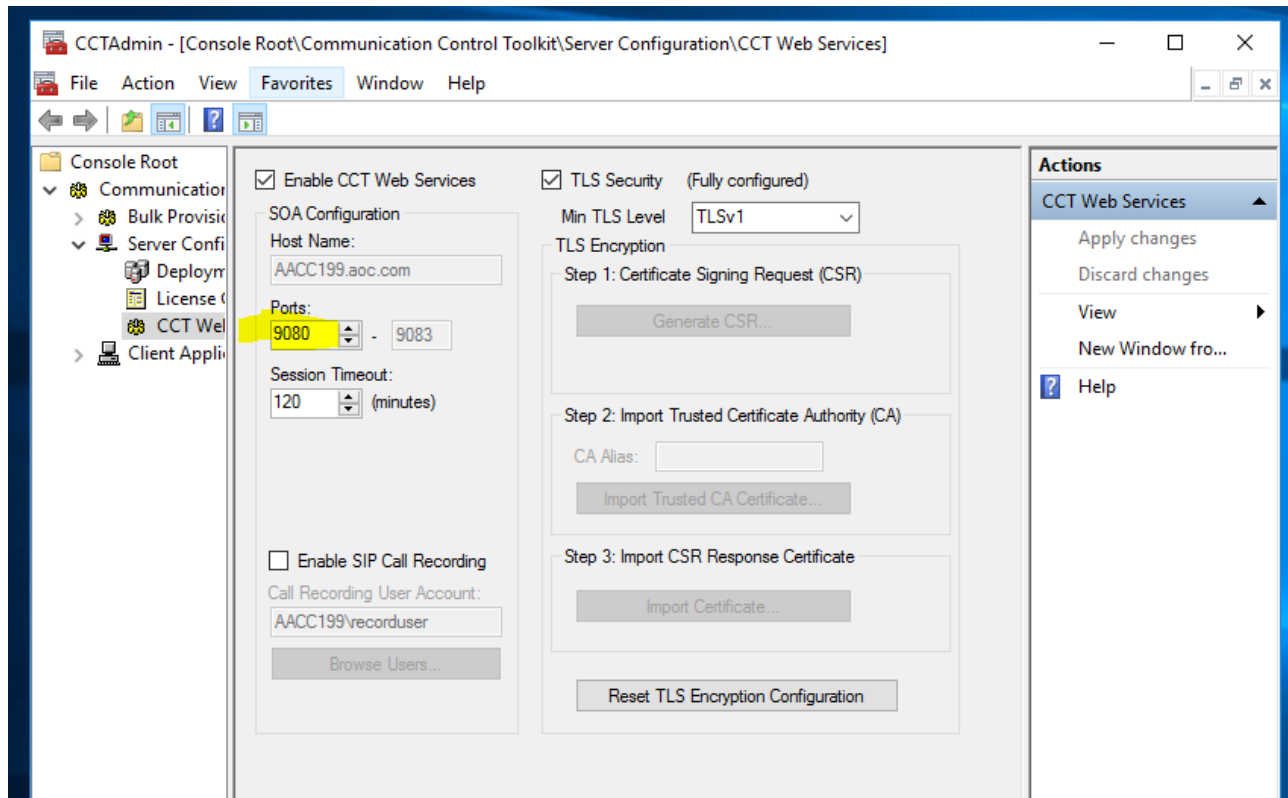 CCTAdmin - [Console Root\Communication Control Toolkit\Server Configuration\CCT Web Services]
File Action View Favorites Window Help
Console Root
Communication
Bulk Provisi
Server Confi
Deploym
License
CCT We
Client Appli
Enable CCT Web Services
SOA Configuration
Host Name:
AACC199.aoc.com
Ports:
9080 - 9083
Session Timeout:
120 (minutes)
Enable SIP Call Recording
Call Recording User Account:
AACC199\recorduser
Browse Users...
TLS Security (Fully configured)
Min TLS Level TLSv1
TLS Encryption
Step 1: Certificate Signing Request (CSR)
Generate CSR...
Step 2: Import Trusted Certificate Authority (CA)
CA Alias:
Import Trusted CA Certificate...
Step 3: Import CSR Response Certificate
Import Certificate...
Reset TLS Encryption Configuration
Actions
CCT Web Services
Apply changes
Discard changes
View
New Window fro...
Help